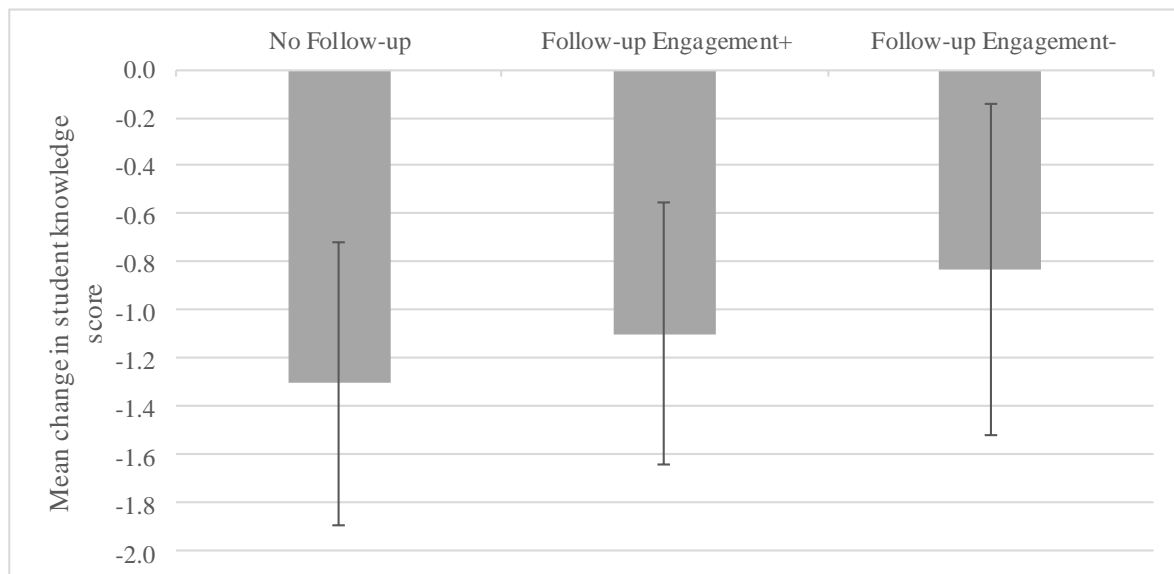 No Follow-up
Follow-up Engagement+
Follow-up Engagement-
0.0
-0.2
-0.4
-0.6
-0.8
-1.0
-1.2
-1.4
-1.6
-1.8
-2.0
Mean change in student knowledge
score